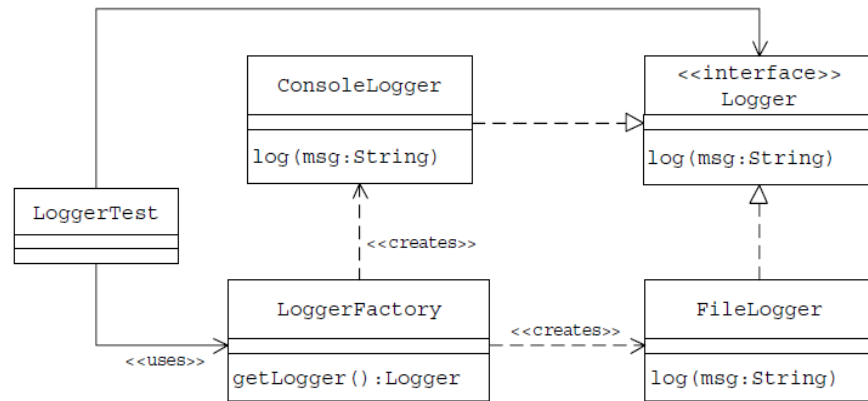 <<interface>>
Logger
log(msg:String)
ConsoleLogger
log(msg:String)
LoggerTest
<<creates>>
LoggerFactory
getLogger():Logger
<<uses>>
<<creates>>
FileLogger
log(msg:String)